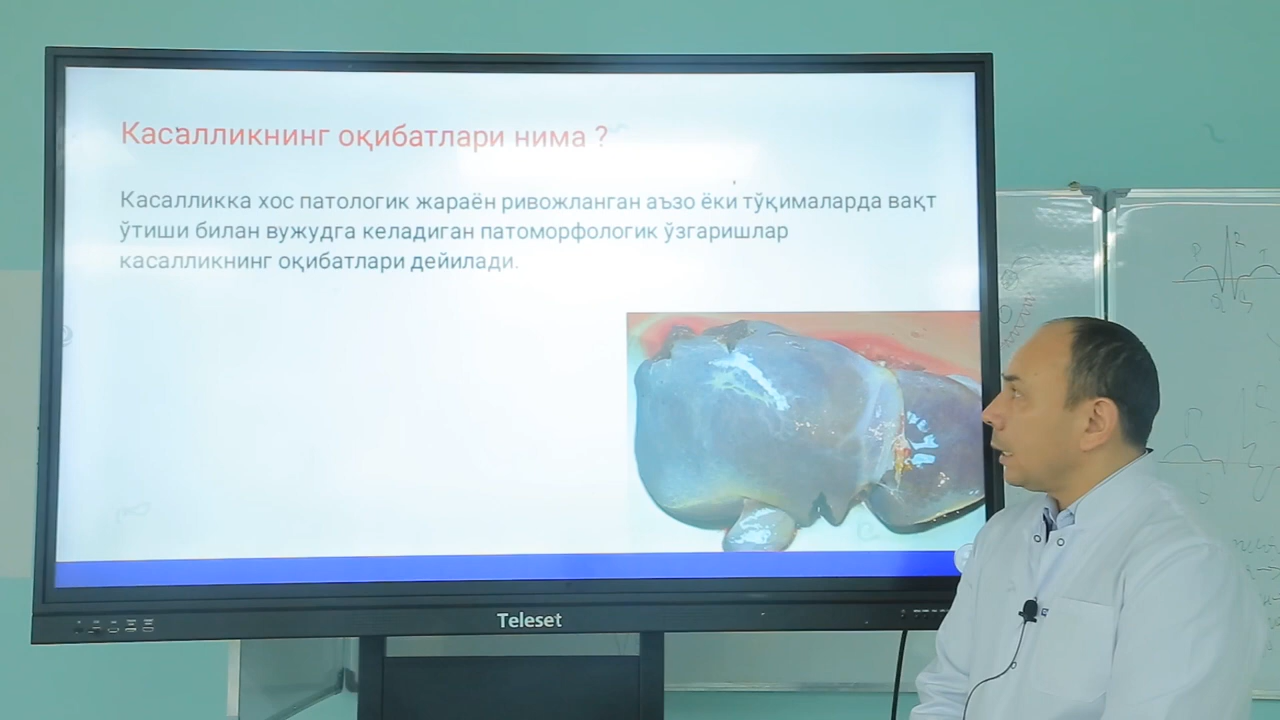 Касалликнинг оқибатлари нима ?
Касалликка хос патологик жараён ривожланган аъзо ёки тўқималарда вақт
ўтиши билан вужудга келадиган патоморфологик ўзгаришлар
касалликнинг оқибатлари дейилади.
Teleset